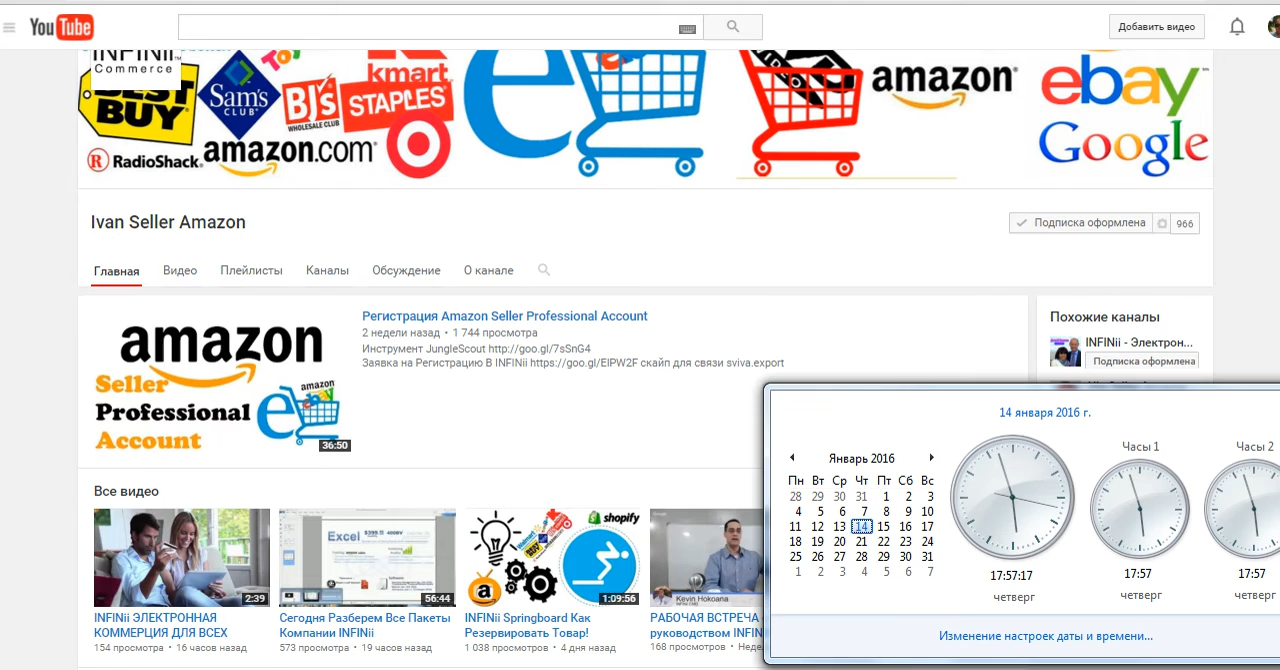 YouTube
Добавить видео
INFINii
Commerce
BEST
BUY
Sam's
CLUB
BJ's
WHOLESALE CLUB
kmart
STAPLES
RadioShack.
amazon.com
amazon
ebay
Google
Ivan Seller Amazon
Подписка оформлена
966
Главная
Видео
Плейлисты
Каналы
Обсуждение
О канале
amazon
Seller
Professional
Account
amazon
ebay
36:50
Регистрация Amazon Seller Professional Account
2 недели назад • 1 744 просмотра
Инструмент JungleScout http://goo.gl/7sSnG4
Заявка на Регистрацию В INFINii https://goo.gl/EIPW2F скайп для связи sviva.export
Похожие каналы
INFINii - Электрон...
Подписка оформлена
Все видео
2:39
INFINii ЭЛЕКТРОННАЯ
КОММЕРЦИЯ ДЛЯ ВСЕХ
154 просмотра • 16 часов назад
Excel
56:44
Сегодня Разберем Все Пакеты
Компании INFINii
573 просмотра • 19 часов назад
shopify
1:09:56
INFINii Springboard Как
Резервировать Товар!
1 038 просмотров • 4 дня назад
Kevin Hokoana
РАБОЧАЯ ВСТРЕЧА
руководством INFIN
168 просмотров • Неде
14 января 2016 г.
Январь 2016
Пн Вт Ср Чт Пт Сб Вс
28 29 30 31 1 2 3
4 5 6 7 8 9 10
11 12 13 14 15 16 17
18 19 20 21 22 23 24
25 26 27 28 29 30 31
1 2 3 4 5 6 7
17:57:17
четверг
Часы 1
17:57
четверг
Часы 2
17:57
четверг
Изменение настроек даты и времени...